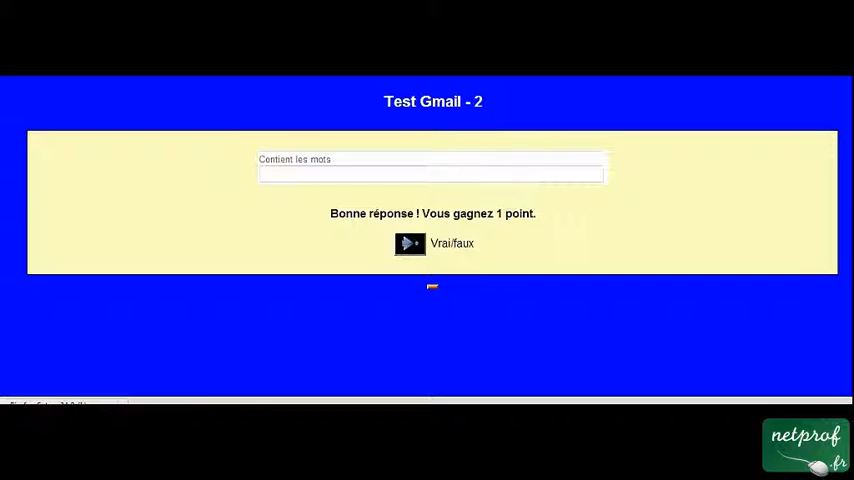 Test Gmail - 2
Contient les mots
Bonne réponse ! Vous gagnez 1 point.
Vrai/faux
netprof
.fr